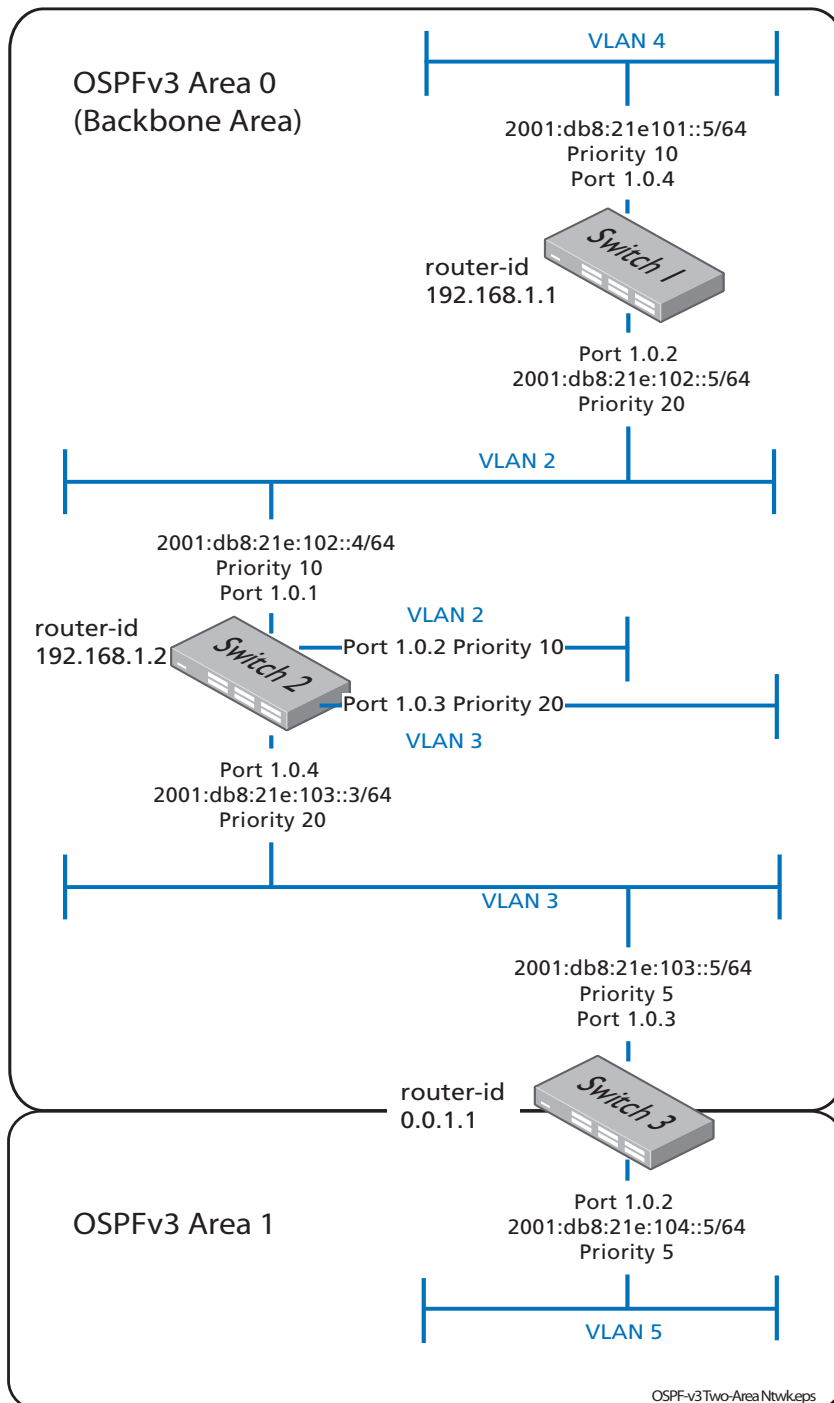 VLAN 4
OSPFv3 Area 0
(Backbone Area)
2001:db8:21e101::5/64
Priority 10
Port 1.0.4
Switch 1
router-id
192.168.1.1
Port 1.0.2
2001:db8:21e:102::5/64
Priority 20
VLAN 2
2001:db8:21e:102::4/64
Priority 10
Port 1.0.1
router-id
192.168.1.2
Switch 2
VLAN 2
Port 1.0.2 Priority 10
Port 1.0.3 Priority 20
VLAN 3
Port 1.0.4
2001:db8:21e:103::3/64
Priority 20
VLAN 3
2001:db8:21e:103::5/64
Priority 5
Port 1.0.3
router-id
0.0.1.1
Switch 3
OSPFv3 Area 1
Port 1.0.2
2001:db8:21e:104::5/64
Priority 5
VLAN 5
OSPF-v3Two-Area Ntwk.eps